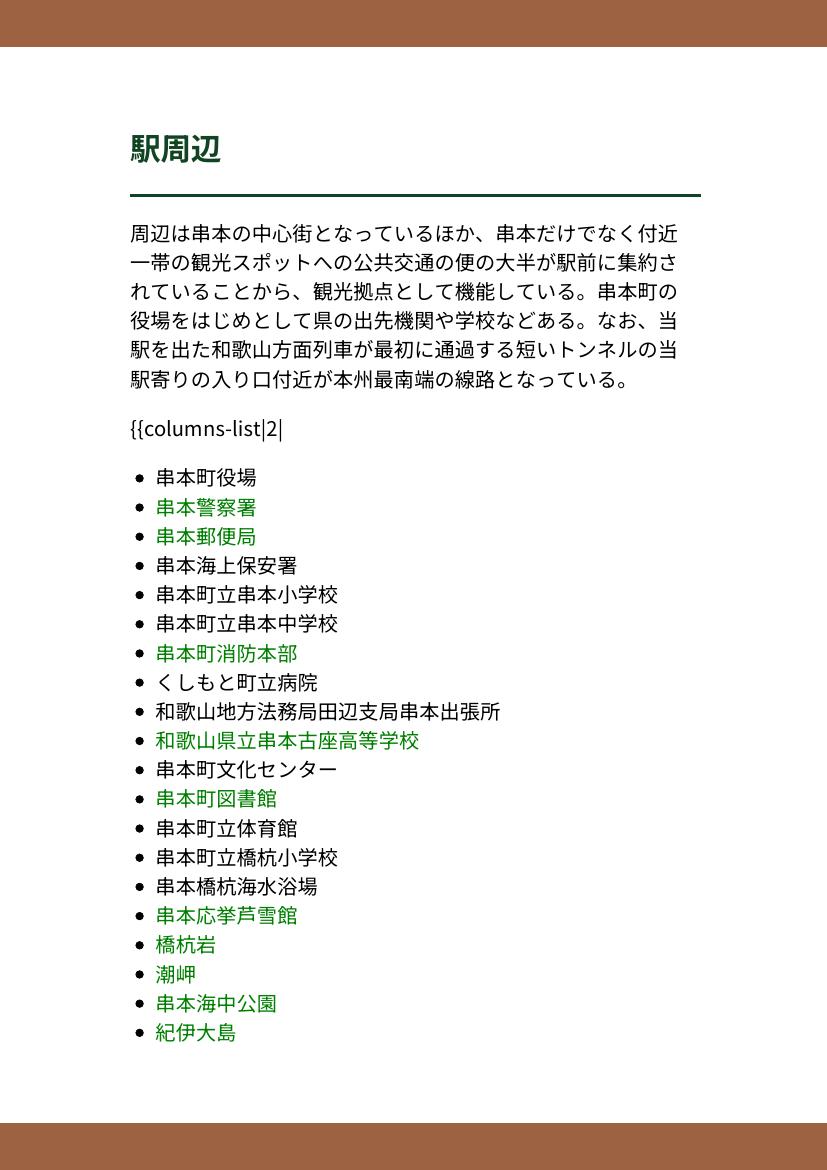 駅周辺
周辺は串本の中心街となっているほか、串本だけでなく付近
一帯の観光スポットへの公共交通の便の大半が駅前に集約さ
れていることから、観光拠点として機能している。串本町の
役場をはじめとして県の出先機関や学校などある。なお、当
駅を出た和歌山方面列車が最初に通過する短いトンネルの当
駅寄りの入り口付近が本州最南端の線路となっている。
{{columns-list|2|
• 串本町役場
• 串本警察署
• 串本郵便局
• 串本海上保安署
• 串本町立串本小学校
• 串本町立串本中学校
• 串本町消防本部
• くしもと町立病院
• 和歌山地方法務局田辺支局串本出張所
• 和歌山県立串本古座高等学校
• 串本町文化センター
• 串本町図書館
• 串本町立体育館
• 串本町立橋杭小学校
• 串本橋杭海水浴場
• 串本応挙芦雪館
• 橋杭岩
• 潮岬
• 串本海中公園
• 紀伊大島